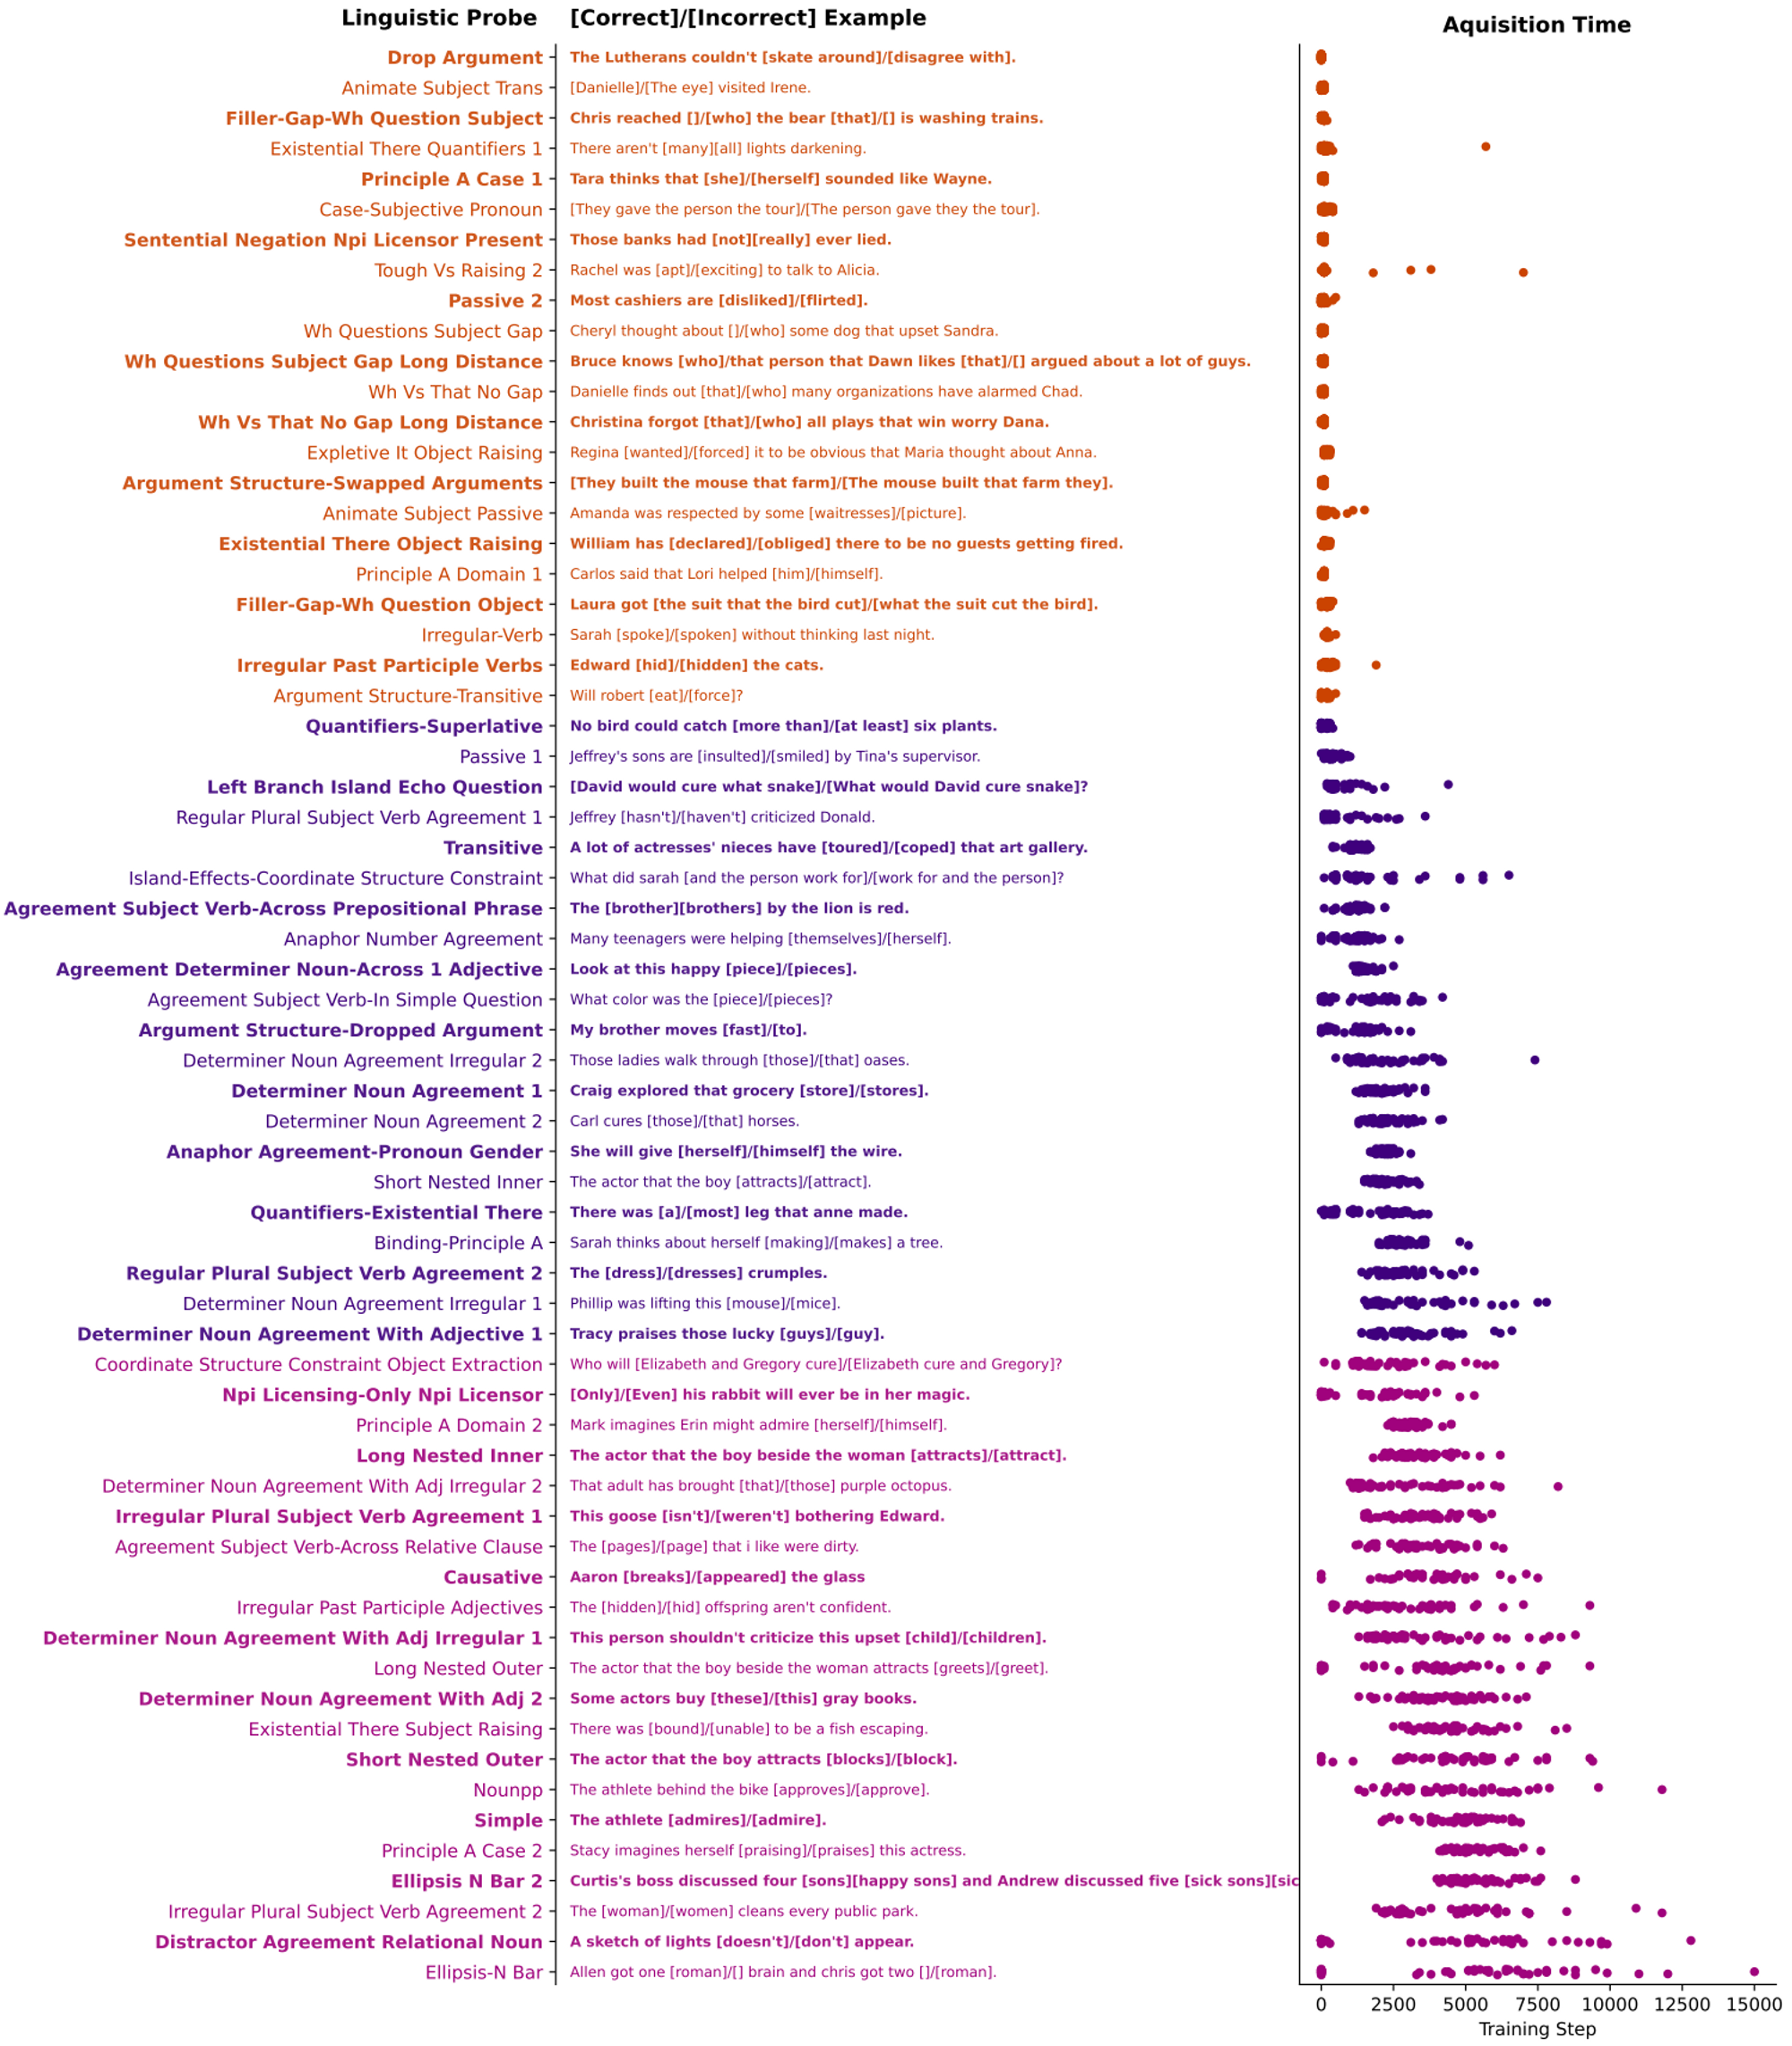 Linguistic Probe [Correct]/[Incorrect] Example Aquisition Time
Drop Argument The Lutherans couldn't [skate around]/[disagree with].
Animate Subject Trans [Danielle]/[The eye] visited Irene.
Filler-Gap-Wh Question Subject Chris reached []/[who] the bear [that]/[] is washing trains.
Existential There Quantifiers 1 There aren't [many][all] lights darkening.
Principle A Case 1 Tara thinks that [she]/[herself] sounded like Wayne.
Case-Subjective Pronoun [They gave the person the tour]/[The person gave they the tour].
Sentential Negation Npi Licensor Present Those banks had [not][really] ever lied.
Tough Vs Raising 2 Rachel was [apt]/[exciting] to talk to Alicia.
Passive 2 Most cashiers are [disliked]/[flirted].
Wh Questions Subject Gap Cheryl thought about []/[who] some dog that upset Sandra.
Wh Questions Subject Gap Long Distance Bruce knows [who]/that person that Dawn likes [that]/[] argued about a lot of guys.
Wh Vs That No Gap Danielle finds out [that]/[who] many organizations have alarmed Chad.
Wh Vs That No Gap Long Distance Christina forgot [that]/[who] all plays that win worry Dana.
Expletive It Object Raising Regina [wanted]/[forced] it to be obvious that Maria thought about Anna.
Argument Structure-Swapped Arguments [They built the mouse that farm]/[The mouse built that farm they].
Animate Subject Passive Amanda was respected by some [waitresses]/[picture].
Existential There Object Raising William has [declared]/[obliged] there to be no guests getting fired.
Principle A Domain 1 Carlos said that Lori helped [him]/[himself].
Filler-Gap-Wh Question Object Laura got [the suit that the bird cut]/[what the suit cut the bird].
Irregular-Verb Sarah [spoke]/[spoken] without thinking last night.
Irregular Past Participle Verbs Edward [hid]/[hidden] the cats.
Argument Structure-Transitive Will robert [eat]/[force]?
Quantifiers-Superlative No bird could catch [more than]/[at least] six plants.
Passive 1 Jeffrey's sons are [insulted]/[smiled] by Tina's supervisor.
Left Branch Island Echo Question [David would cure what snake]/[What would David cure snake]?
Regular Plural Subject Verb Agreement 1 Jeffrey [hasn't]/[haven't] criticized Donald.
Transitive A lot of actresses' nieces have [toured]/[coped] that art gallery.
Island-Effects-Coordinate Structure Constraint What did sarah [and the person work for]/[work for and the person]?
Agreement Subject Verb-Across Prepositional Phrase The [brother][brothers] by the lion is red.
Anaphor Number Agreement Many teenagers were helping [themselves]/[herself].
Agreement Determiner Noun-Across 1 Adjective Look at this happy [piece]/[pieces].
Agreement Subject Verb-In Simple Question What color was the [piece]/[pieces]?
Argument Structure-Dropped Argument My brother moves [fast]/[to].
Determiner Noun Agreement Irregular 2 Those ladies walk through [those]/[that] oases.
Determiner Noun Agreement 1 Craig explored that grocery [store]/[stores].
Determiner Noun Agreement 2 Carl cures [those]/[that] horses.
Anaphor Agreement-Pronoun Gender She will give [herself]/[himself] the wire.
Short Nested Inner The actor that the boy [attracts]/[attract].
Quantifiers-Existential There There was [a]/[most] leg that anne made.
Binding-Principle A Sarah thinks about herself [making]/[makes] a tree.
Regular Plural Subject Verb Agreement 2 The [dress]/[dresses] crumples.
Determiner Noun Agreement Irregular 1 Phillip was lifting this [mouse]/[mice].
Determiner Noun Agreement With Adjective 1 Tracy praises those lucky [guys]/[guy].
Coordinate Structure Constraint Object Extraction Who will [Elizabeth and Gregory cure]/[Elizabeth cure and Gregory]?
Npi Licensing-Only Npi Licensor [Only]/[Even] his rabbit will ever be in her magic.
Principle A Domain 2 Mark imagines Erin might admire [herself]/[himself].
Long Nested Inner The actor that the boy beside the woman [attracts]/[attract].
Determiner Noun Agreement With Adj Irregular 2 That adult has brought [that]/[those] purple octopus.
Irregular Plural Subject Verb Agreement 1 This goose [isn't]/[weren't] bothering Edward.
Agreement Subject Verb-Across Relative Clause The [pages]/[page] that i like were dirty.
Causative Aaron [breaks]/[appeared] the glass
Irregular Past Participle Adjectives The [hidden]/[hid] offspring aren't confident.
Determiner Noun Agreement With Adj Irregular 1 This person shouldn't criticize this upset [child]/[children].
Long Nested Outer The actor that the boy beside the woman attracts [greets]/[greet].
Determiner Noun Agreement With Adj 2 Some actors buy [these]/[this] gray books.
Existential There Subject Raising There was [bound]/[unable] to be a fish escaping.
Short Nested Outer The actor that the boy attracts [blocks]/[block].
Nounpp The athlete behind the bike [approves]/[approve].
Simple The athlete [admires]/[admire].
Principle A Case 2 Stacy imagines herself [praising]/[praises] this actress.
Ellipsis N Bar 2 Curtis's boss discussed four [sons][happy sons] and Andrew discussed five [sick sons][sic
Irregular Plural Subject Verb Agreement 2 The [woman]/[women] cleans every public park.
Distractor Agreement Relational Noun A sketch of lights [doesn't]/[don't] appear.
Ellipsis-N Bar Allen got one [roman]/[] brain and chris got two []/[roman].
0 2500 5000 7500 10000 12500 15000
Training Step